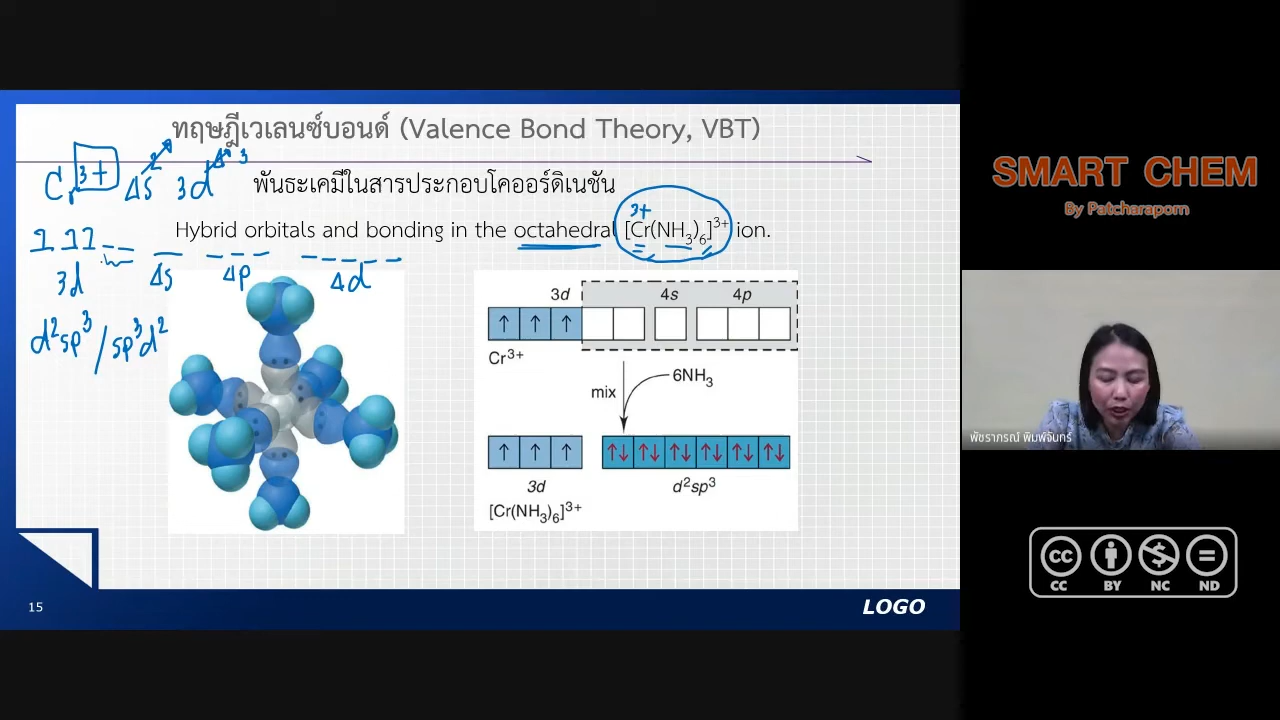 ทฤษฎีเวเลนซ์บอนด์ (Valence Bond Theory, VBT)
Cr 3+ 4s 2 3d 4 3
พันธะเคมีในสารประกอบโคออร์ดิเนชัน
3+
Hybrid orbitals and bonding in the octahedral [Cr(NH₃)₆]³⁺ ion.
3d 4s 4p 4d
d²sp³/sp³d²
3d 4s 4p
↑ ↑ ↑
Cr³⁺
mix 6NH₃
↑ ↑ ↑ ↑↓ ↑↓ ↑↓ ↑↓ ↑↓ ↑↓
3d d²sp³
[Cr(NH₃)₆]³⁺
15
LOGO
SMART CHEM
By Patcharaporn
พัชราภรณ์ พิมพ์จันทร์
CC BY NC ND